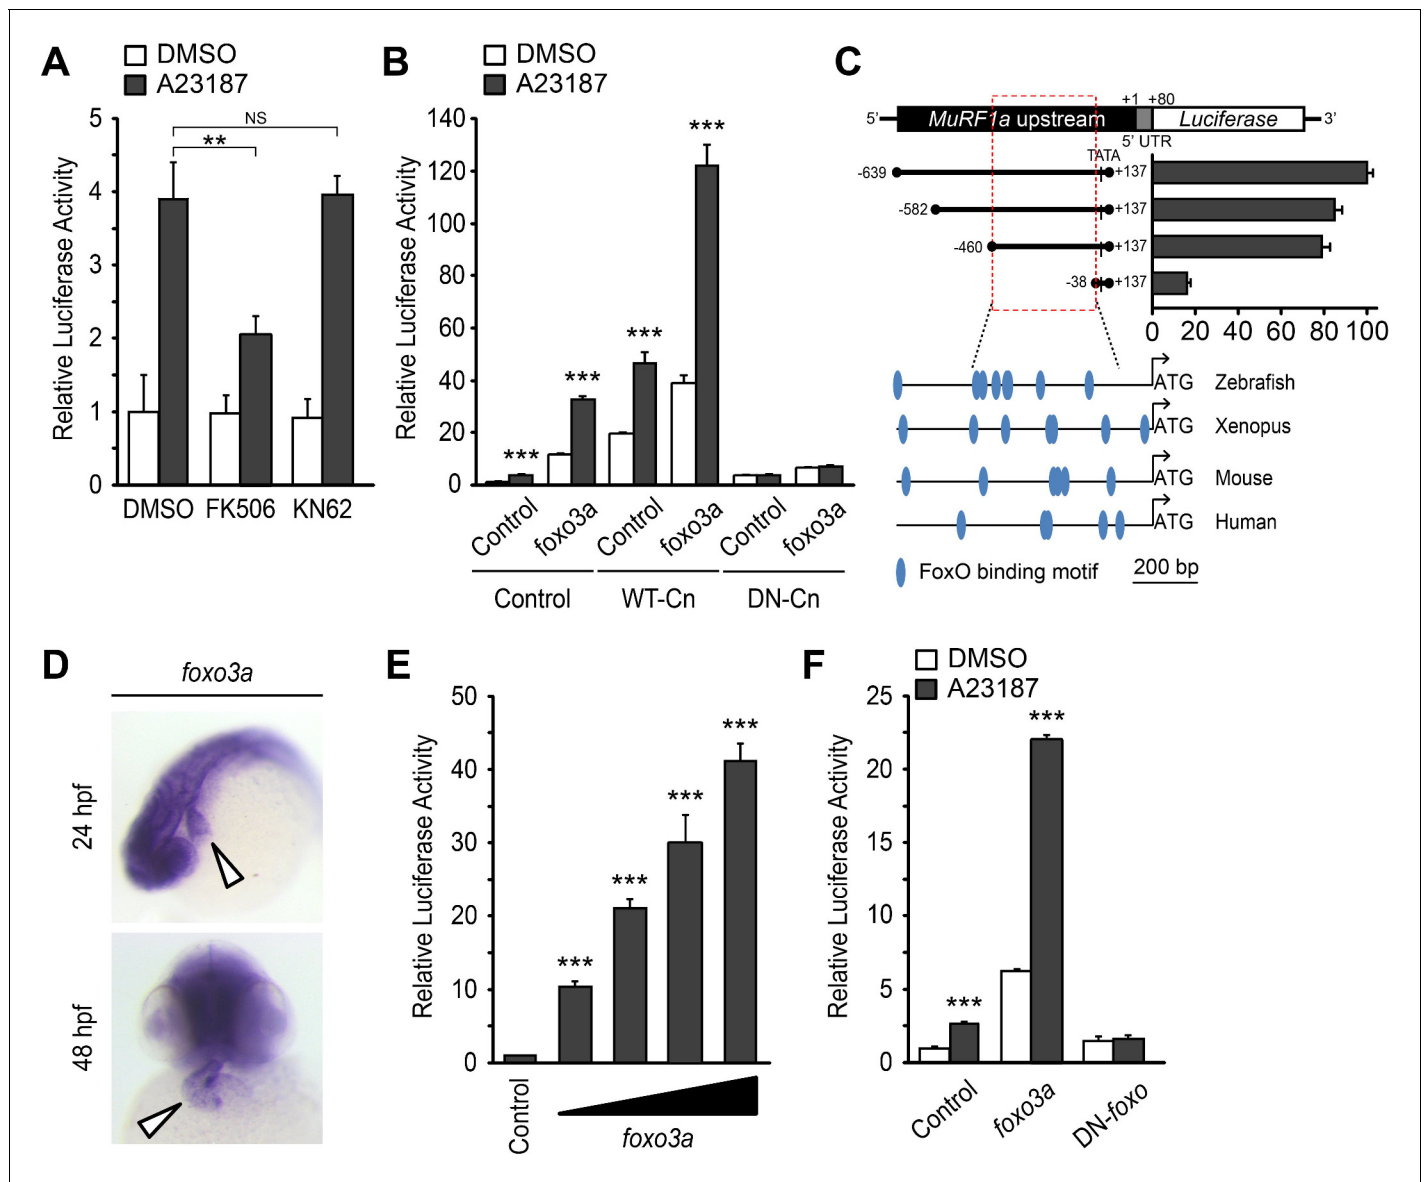 A
DMSO
A23187
Relative Luciferase Activity
5
4
3
2
1
0
NS
**
DMSO FK506 KN62
B
DMSO
A23187
Relative Luciferase Activity
140
120
100
80
60
40
20
0
***
***
***
***
Control foxo3a Control foxo3a Control foxo3a
Control WT-Cn DN-Cn
C
+1 +80
5' MuRF1a upstream Luciferase 3'
5' UTR
TATA
-639 +137
-582 +137
-460 +137
-38 +137
0 20 40 60 80 100
ATG Zebrafish
ATG Xenopus
ATG Mouse
ATG Human
FoxO binding motif 200 bp
D
foxo3a
24 hpf
48 hpf
E
Relative Luciferase Activity
50
40
30
20
10
0
***
***
***
***
Control
foxo3a
F
DMSO
A23187
Relative Luciferase Activity
25
20
15
10
5
0
***
***
Control foxo3a DN-foxo